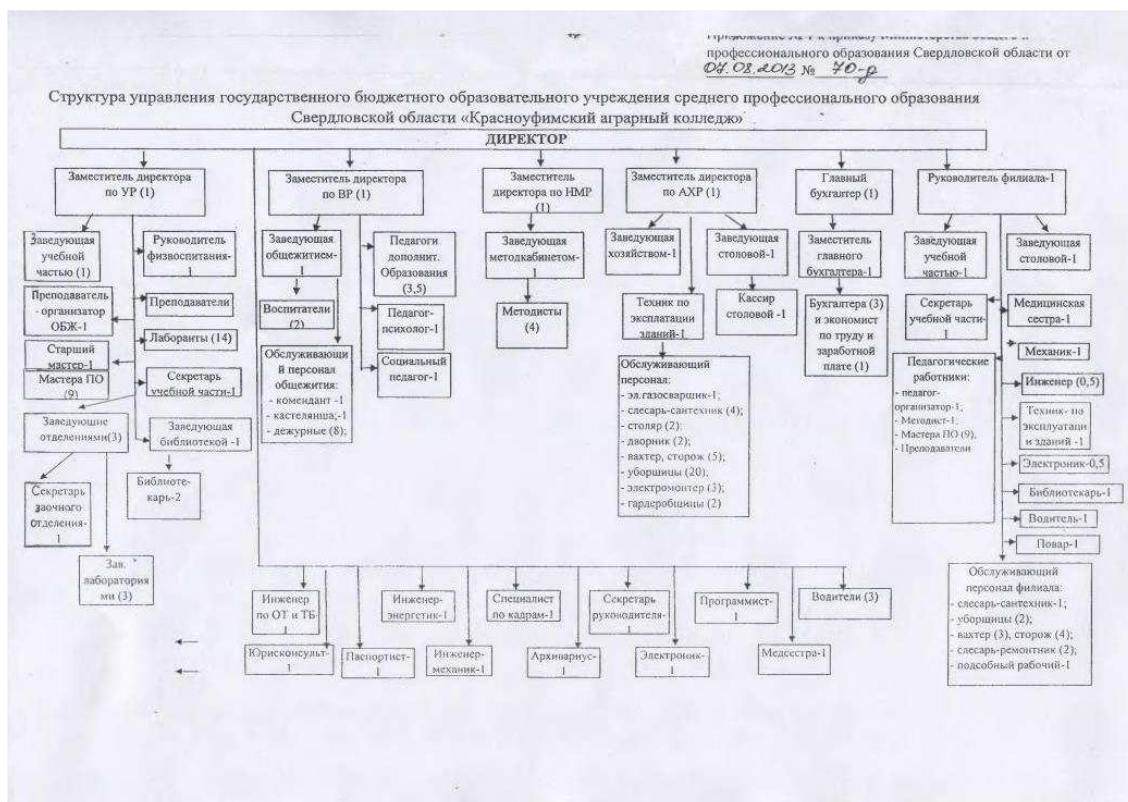 профессионального образования Свердловской области от
07.08.2013 № 70-д
Структура управления государственного бюджетного образовательного учреждения среднего профессионального образования
Свердловской области «Красноуфимский аграрный колледж»
ДИРЕКТОР
Заместитель директора
по УР (1)
Заместитель директора
по ВР (1)
Заместитель
директора по НМР
(1)
Заместитель директора
по АХР (1)
Главный
бухгалтер (1)
Руководитель филиала-1
Заведующая
учебной
частью (1)
Руководитель
физвоспитания-
1
Преподаватель
- организатор
ОБЖ-1
Преподаватели
Лаборанты (14)
Старший
мастер-1
Мастера ПО
(9)
Секретарь
учебной части-1
Заведующие
отделениями(3)
Заведующая
библиотекой -1
Секретарь
заочного
отделения-
1
Библиоте-
карь-2
Зав.
лаборатория
ми (3)
Заведующая
общежитием-
1
Педагоги
дополнит.
Образования
(3,5)
Воспитатели
(2)
Педагог-
психолог-1
Обслуживающи
й персонал
общежития:
- комендант -1
- кастелянша;-1
- дежурные (8);
Социальный
педагог-1
Заведующая
методкабинетом-
1
Методисты
(4)
Заведующая
хозяйством-1
Заведующая
столовой-1
Техник по
эксплатации
зданий-1
Кассир
столовой -1
Обслуживающий
персонал:
- эл.газосварщик-1;
- слесарь-сантехник (4);
- столяр (2);
- дворник (2);
- вахтер, сторож (5);
- уборщицы (20);
- электромонтер (3);
- гардеробщицы (2)
Заместитель
главного
бухгалтера-1
Бухгалтера (3)
и экономист
по труду и
заработной
плате (1)
Заведующая
учебной
частью-1
Заведующая
столовой-1
Секретарь
учебной части-
1
Медицинская
сестра-1
Педагогические
работники:
- педагог-
организатор-1;
- Методист-1;
- Мастера ПО (9),
- Преподаватели
Механик-1
Инженер (0,5)
Техник- по
эксплуатаци
и зданий -1
Электроник-0,5
Библиотекарь-1
Водитель-1
Повар-1
Обслуживающий
персонал филиала:
- слесарь-сантехник-1;
- уборщицы (2);
- вахтер (3), сторож (4);
- слесарь-ремонтник (2);
- подсобный рабочий-1
Инженер
по ОТ и ТБ-
1
Инженер-
энергетик-1
Специалист
по кадрам-1
Секретарь
руководителя-
1
Программист-
1
Водители (3)
Юрисконсульт-
1
Паспортист-
1
Инженер-
механик-1
Архивариус-
1
Электроник-
1
Медсестра-1